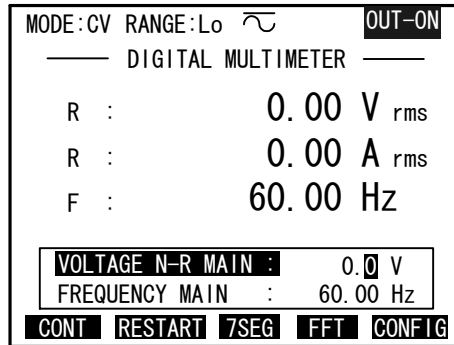 MODE:CV RANGE:Lo OUT-ON
DIGITAL MULTIMETER
R : 0.00 V rms
R : 0.00 A rms
F : 60.00 Hz
VOLTAGE N-R MAIN : 0.0 V
FREQUENCY MAIN : 60.00 Hz
CONT RESTART 7SEG FFT CONFIG